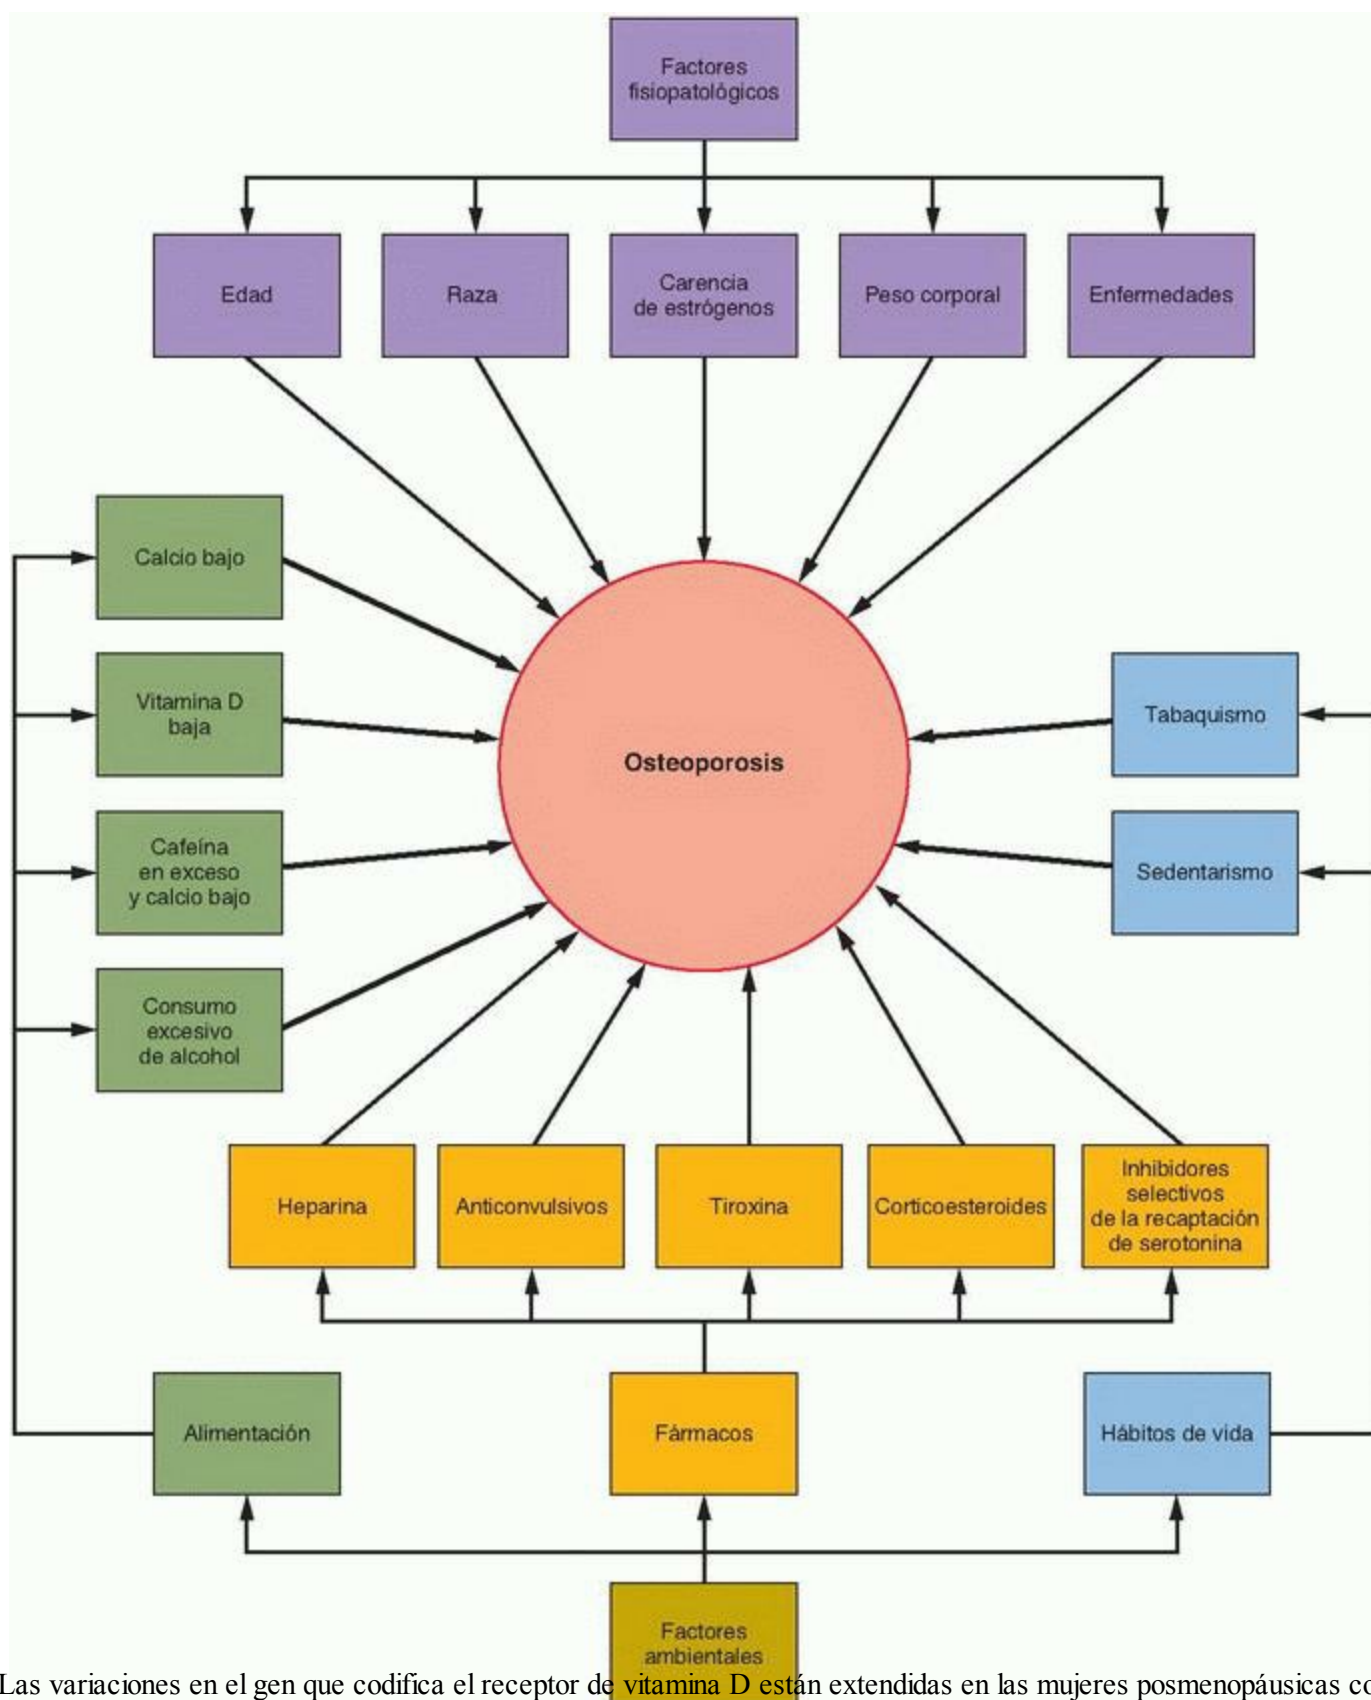 Factores
fisiopatológicos
Edad
Raza
Carencia
de estrógenos
Peso corporal
Enfermedades
Calcio bajo
Vitamina D
baja
Cafeína
en exceso
y calcio bajo
Consumo
excesivo
de alcohol
Osteoporosis
Tabaquismo
Sedentarismo
Heparina
Anticonvulsivos
Tiroxina
Corticoesteroides
Inhibidores
selectivos
de la recaptación
de serotonina
Alimentación
Fármacos
Hábitos de vida
Factores
ambientales
Las variaciones en el gen que codifica el receptor de vitamina D están extendidas en las mujeres posmenopáusicas